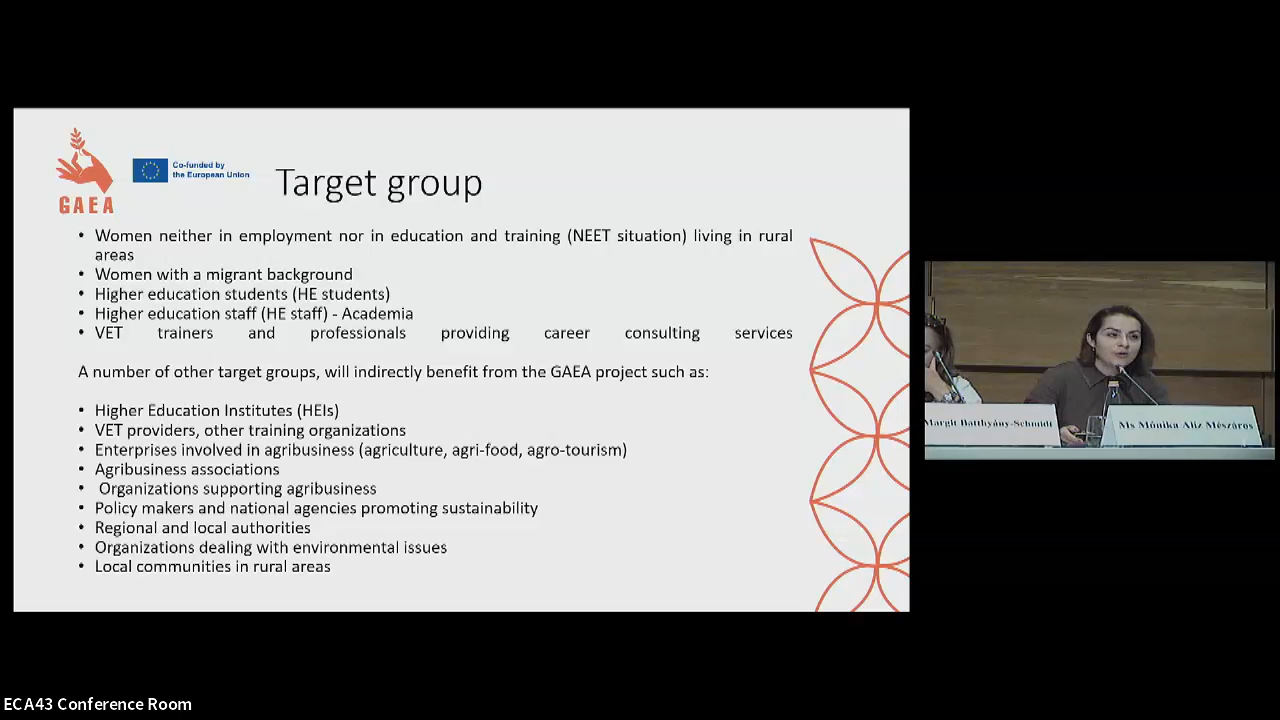 GAEA
Co-funded by
the European Union
Target group
• Women neither in employment nor in education and training (NEET situation) living in rural
areas
• Women with a migrant background
• Higher education students (HE students)
• Higher education staff (HE staff) - Academia
• VET trainers and professionals providing career consulting services
A number of other target groups, will indirectly benefit from the GAEA project such as:
• Higher Education Institutes (HEIs)
• VET providers, other training organizations
• Enterprises involved in agribusiness (agriculture, agri-food, agro-tourism)
• Agribusiness associations
• Organizations supporting agribusiness
• Policy makers and national agencies promoting sustainability
• Regional and local authorities
• Organizations dealing with environmental issues
• Local communities in rural areas
Margit Batthyány-Schmidt
Ms Mónika Alíz Mészáros
ECA43 Conference Room